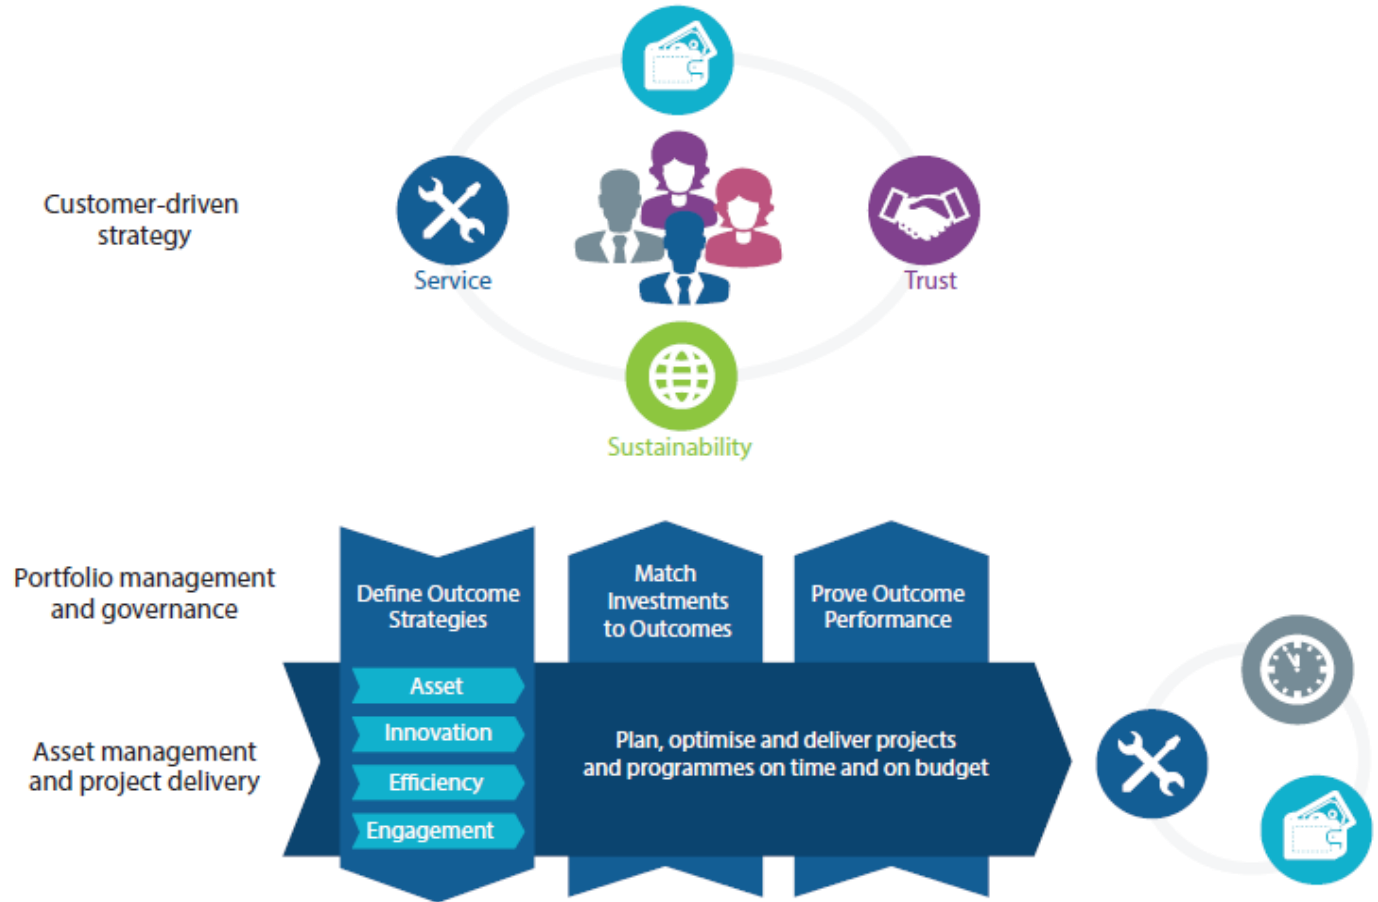 Customer-driven
strategy
Service
Trust
Sustainability
Portfolio management
and governance
Define Outcome
Strategies
Match
Investments
to Outcomes
Prove Outcome
Performance
Asset management
and project delivery
Asset
Innovation
Efficiency
Engagement
Plan, optimise and deliver projects
and programmes on time and on budget